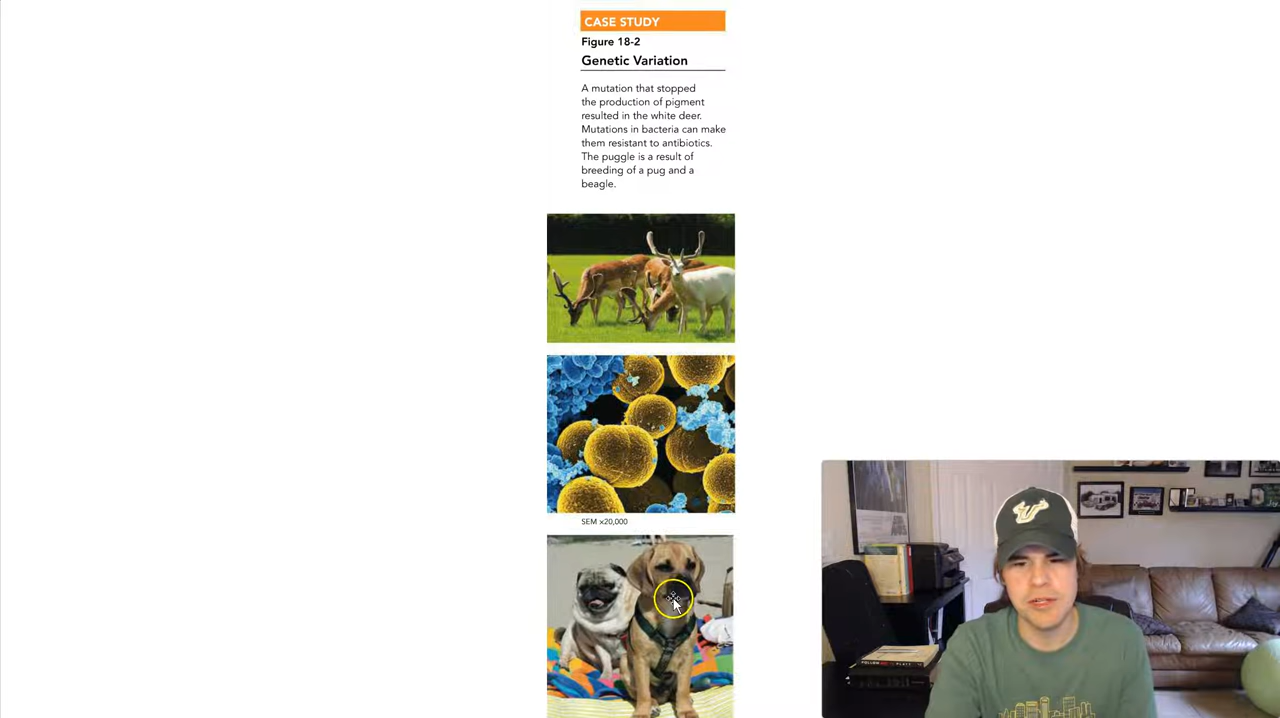 CASE STUDY
Figure 18-2
Genetic Variation
A mutation that stopped
the production of pigment
resulted in the white deer.
Mutations in bacteria can make
them resistant to antibiotics.
The puggle is a result of
breeding of a pug and a
beagle.
SEM ×20,000